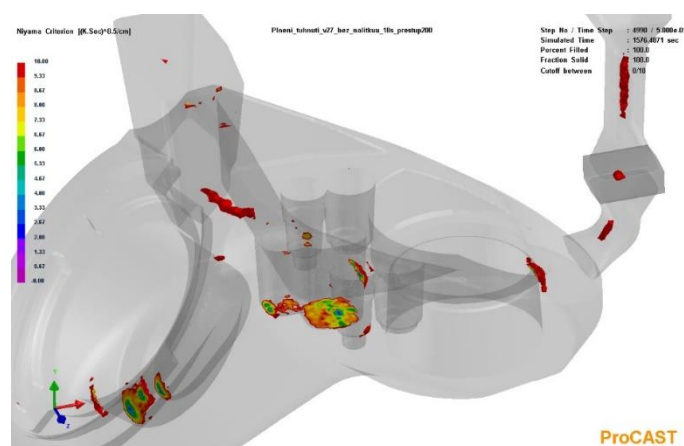 Niyama Criterion [(K.Sec)^0.5/cm]
Plneni_tuhnuti_v27_bez_nalitkuu_18s_prestup200
Step No / Time Step : 4990 / 5.000e-01
Simulated Time : 1576.4871 sec
Percent Filled : 100.0
Fraction Solid : 100.0
Cutoff between : 0/10
10.00
9.33
8.67
8.00
7.33
6.67
6.00
5.33
4.67
4.00
3.33
2.67
2.00
1.33
0.67
-0.00
Y
X
Z
ProCAST